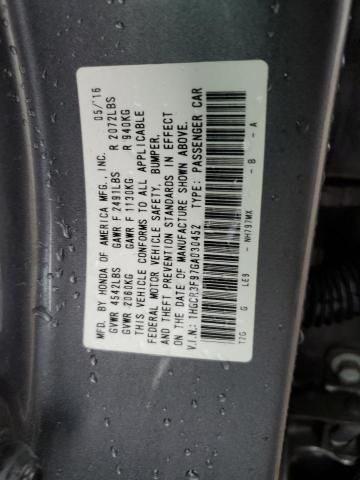 MFD. BY HONDA OF AMERICA MFG., INC. 05/'16
GVWR 4542LBS GAWR F 2491LBS R 2072LBS
GVWR 2060KG GAWR F 1130KG R 940KG
THIS VEHICLE CONFORMS TO ALL APPLICABLE
FEDERAL MOTOR VEHICLE SAFETY, BUMPER,
AND THEFT PREVENTION STANDARDS IN EFFECT
ON THE DATE OF MANUFACTURE SHOWN ABOVE.
V.I.N.: 1HGCR3F97GA030452 TYPE: PASSENGER CAR
T2G G LE9 - NH797MX - B - A